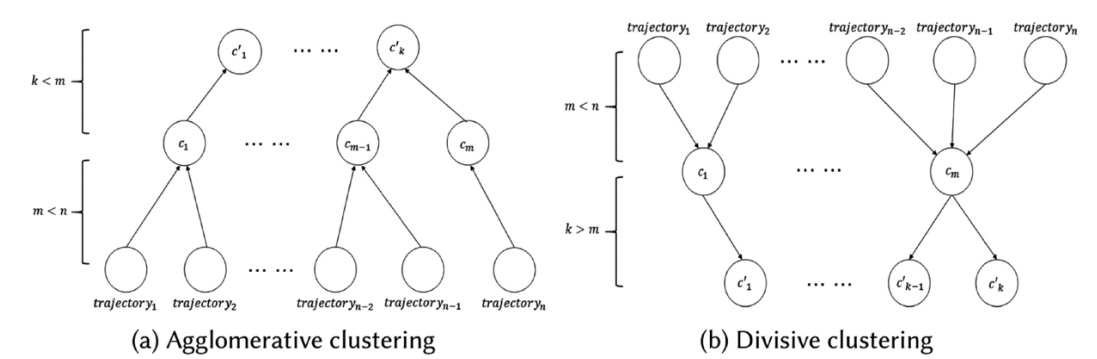 c'₁ ... ... c'ₖ
k < m
c₁ ... ... cₘ₋₁ cₘ
m < n
... ...
trajectory₁ trajectory₂ trajectoryₙ₋₂ trajectoryₙ₋₁ trajectoryₙ
(a) Agglomerative clustering
trajectory₁ trajectory₂ trajectoryₙ₋₂ trajectoryₙ₋₁ trajectoryₙ
... ...
m < n
c₁ ... ... cₘ
k > m
c'₁ ... ... c'ₖ₋₁ c'ₖ
(b) Divisive clustering